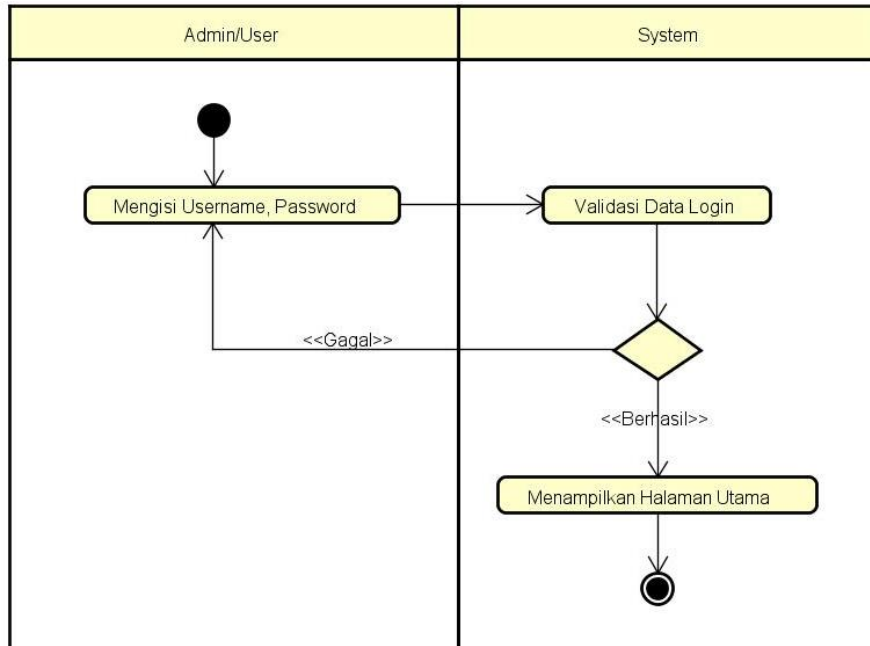 Admin/User
System
Mengisi Username, Password
Validasi Data Login
<<Gagal>>
<<Berhasil>>
Menampilkan Halaman Utama